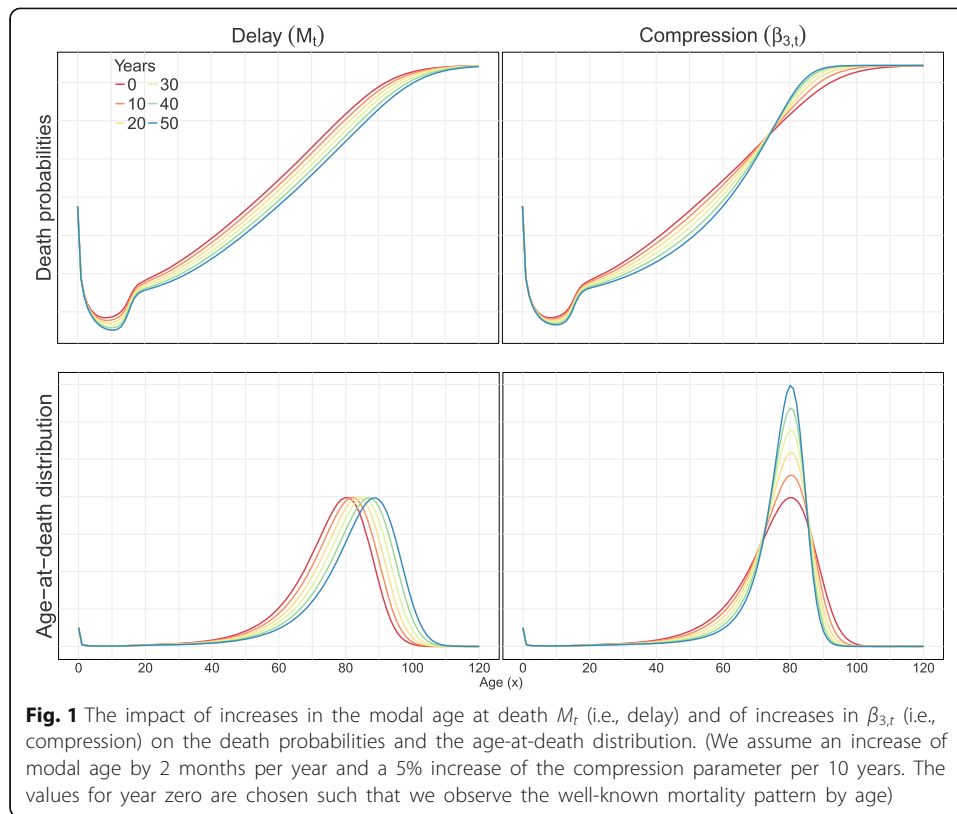 Delay (Mt)
Compression (β3,t)
Years
0 30
10 40
20 50
Death probabilities
Age−at−death distribution
0 20 40 60 80 100 120
0 20 40 60 80 100 120
Age (x)
Fig. 1 The impact of increases in the modal age at death Mt (i.e., delay) and of increases in β3,t (i.e.,
compression) on the death probabilities and the age-at-death distribution. (We assume an increase of
modal age by 2 months per year and a 5% increase of the compression parameter per 10 years. The
values for year zero are chosen such that we observe the well-known mortality pattern by age)